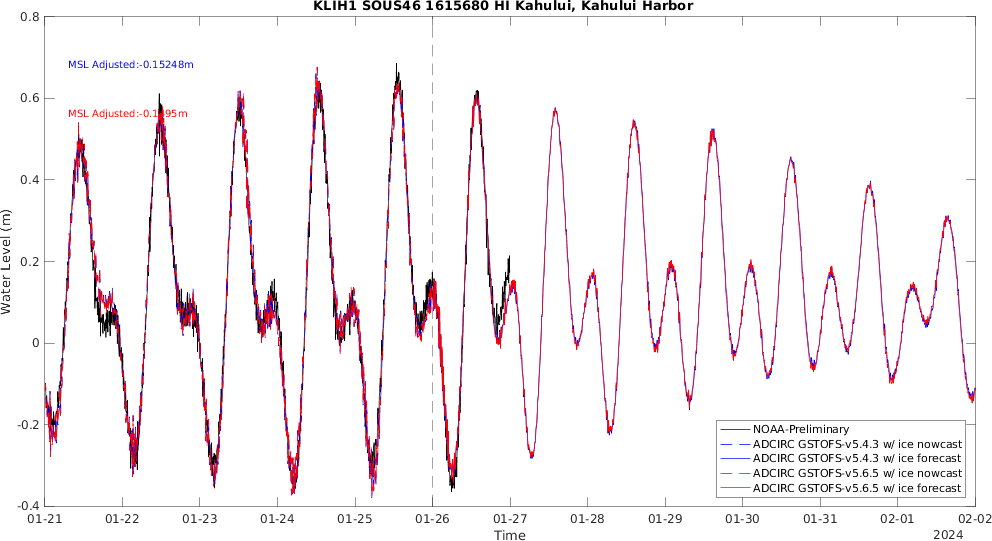 KLIH1 SOUS46 1615680 HI Kahului, Kahului Harbor
0.8
0.6
0.4
0.2
0
-0.2
-0.4
Water Level (m)
MSL Adjusted:-0.15248m
MSL
NOAA-Preliminary
ADCIRC GSTOFS-v5.4.3 w/ ice nowcast
ADCIRC GSTOFS-v5.4.3 w/ ice forecast
ADCIRC GSTOFS-v5.6.5 w/ ice nowcast
ADCIRC GSTOFS-v5.6.5 w/ ice forecast
01-21 01-22 01-23 01-24 01-25 01-26 01-27 01-28 01-29 01-30 01-31 02-01 02-02
Time
2024